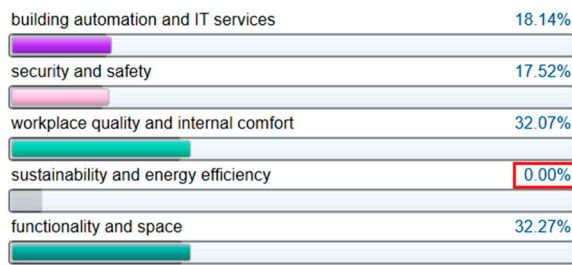 building automation and IT services 18.14%
security and safety 17.52%
workplace quality and internal comfort 32.07%
sustainability and energy efficiency 0.00%
functionality and space 32.27%